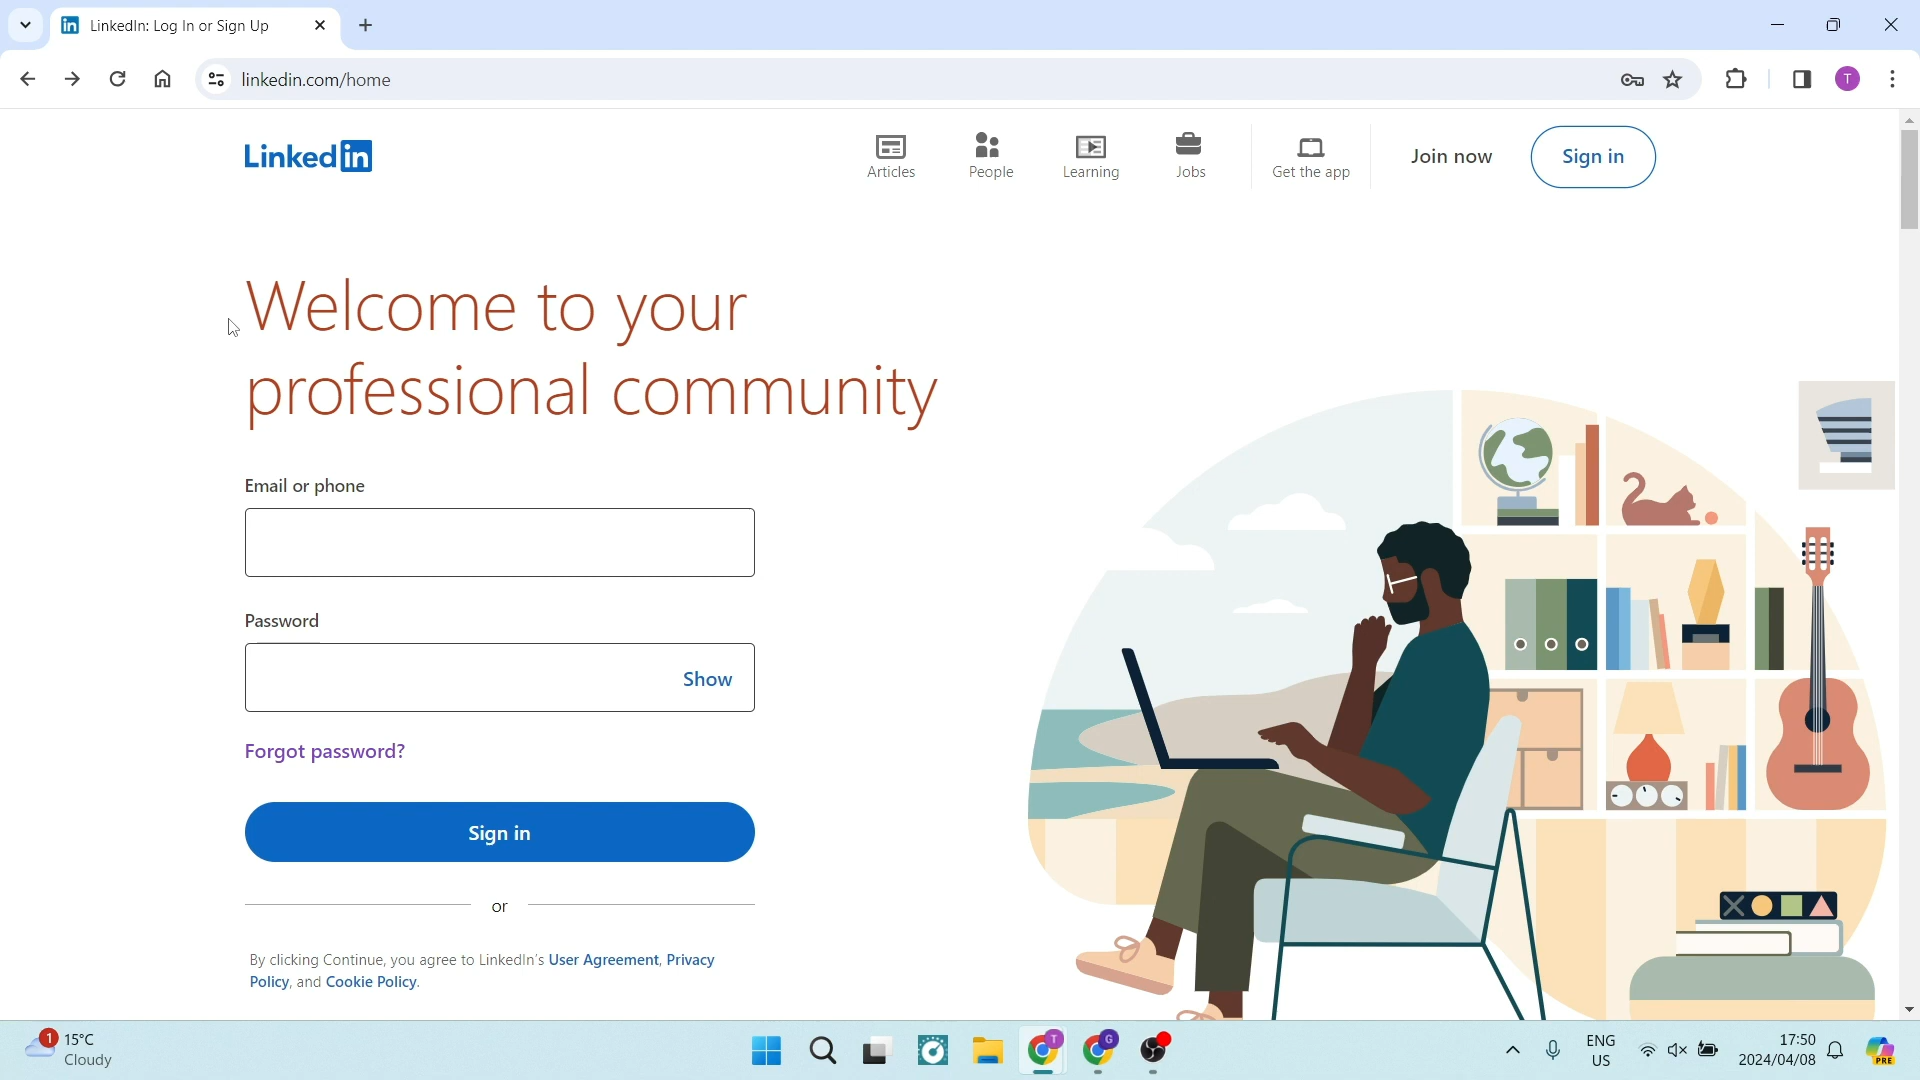 LinkedIn: Log In or Sign Up
linkedin.com/home
T
Linked in
Articles
People
Learning
Jobs
Get the app
Join now
Sign in
Welcome to your
professional community
Email or phone
Password
Show
Forgot password?
Sign in
or
By clicking Continue, you agree to LinkedIn's User Agreement, Privacy
Policy, and Cookie Policy.
1
15°C
Cloudy
T
G
ENG
US
17:50
2024/04/08
PRE